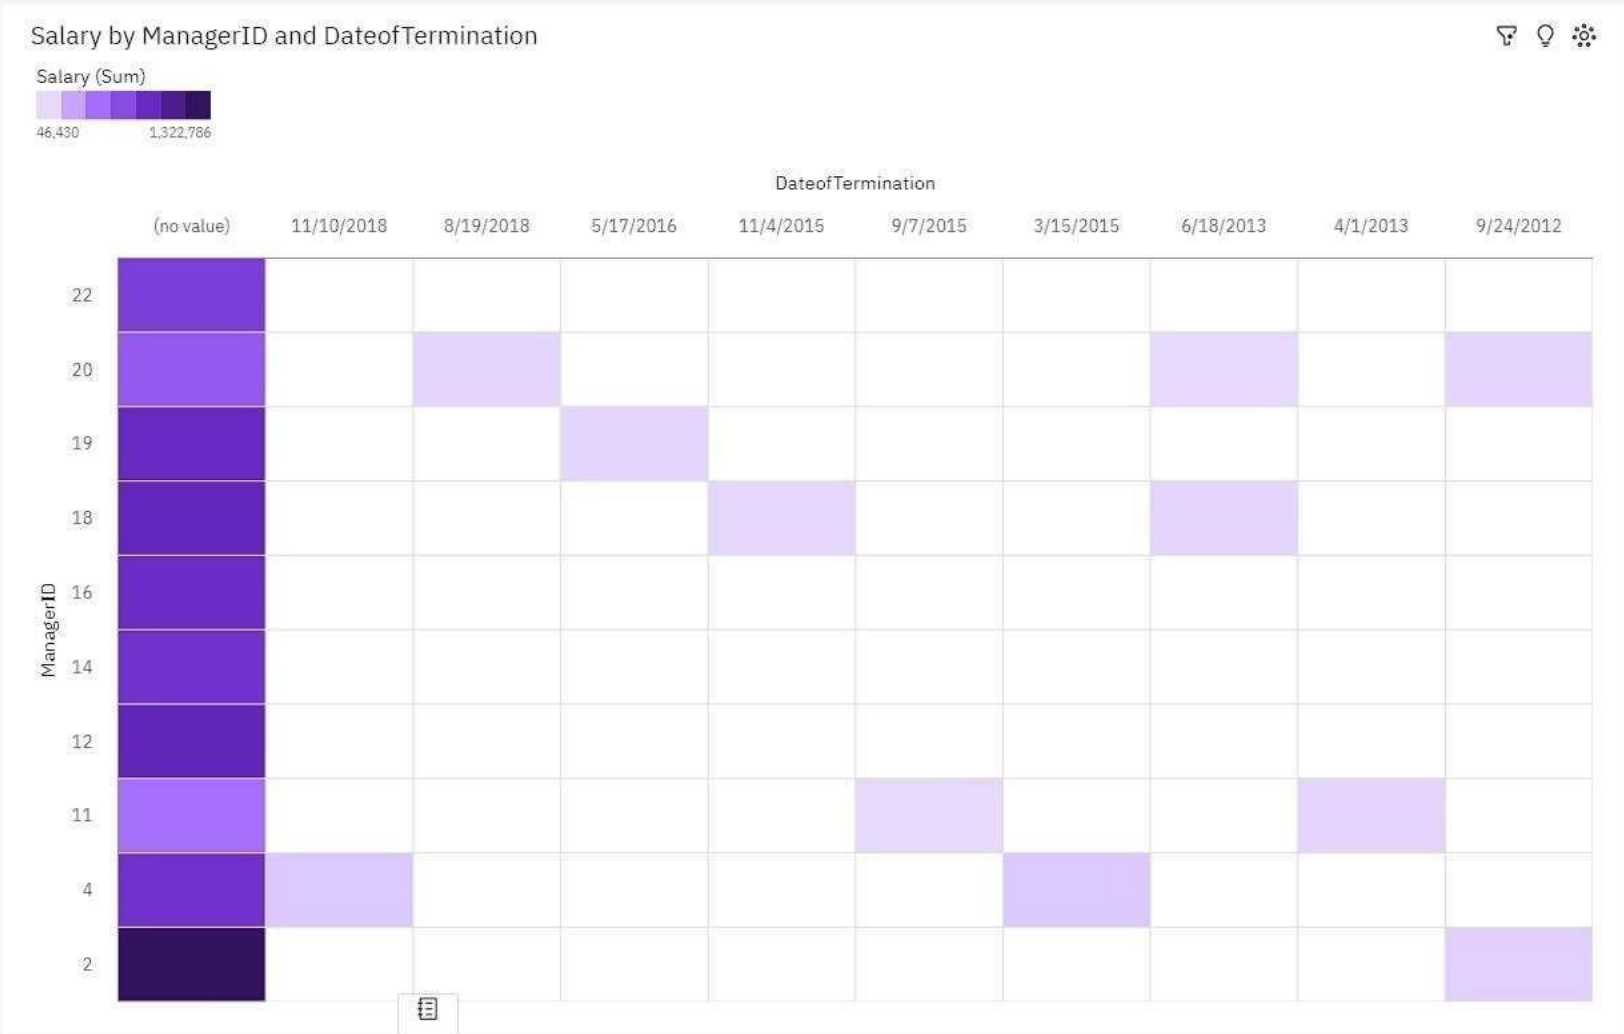 Salary by ManagerID and DateofTermination
Salary (Sum)
46,430 1,322,786
DateofTermination
(no value) 11/10/2018 8/19/2018 5/17/2016 11/4/2015 9/7/2015 3/15/2015 6/18/2013 4/1/2013 9/24/2012
22
20
19
18
16
14
12
11
4
2
ManagerID